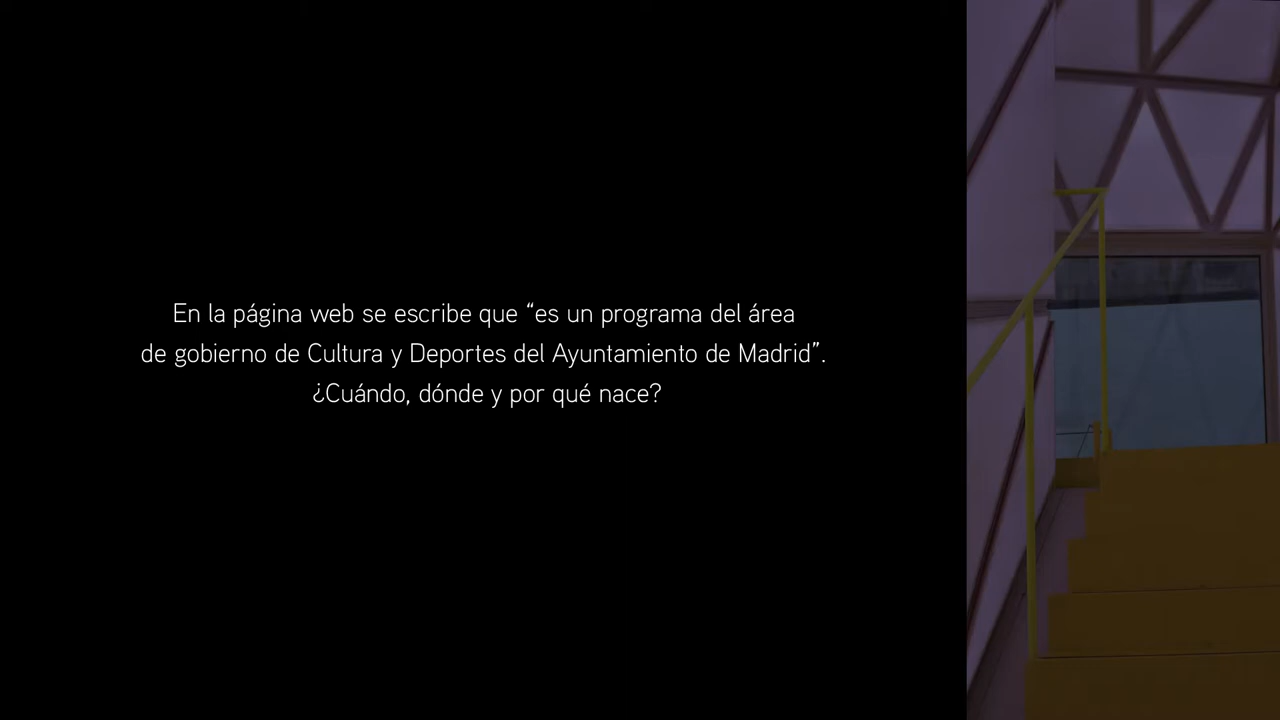 En la página web se escribe que “es un programa del área
de gobierno de Cultura y Deportes del Ayuntamiento de Madrid”.
¿Cuándo, dónde y por qué nace?